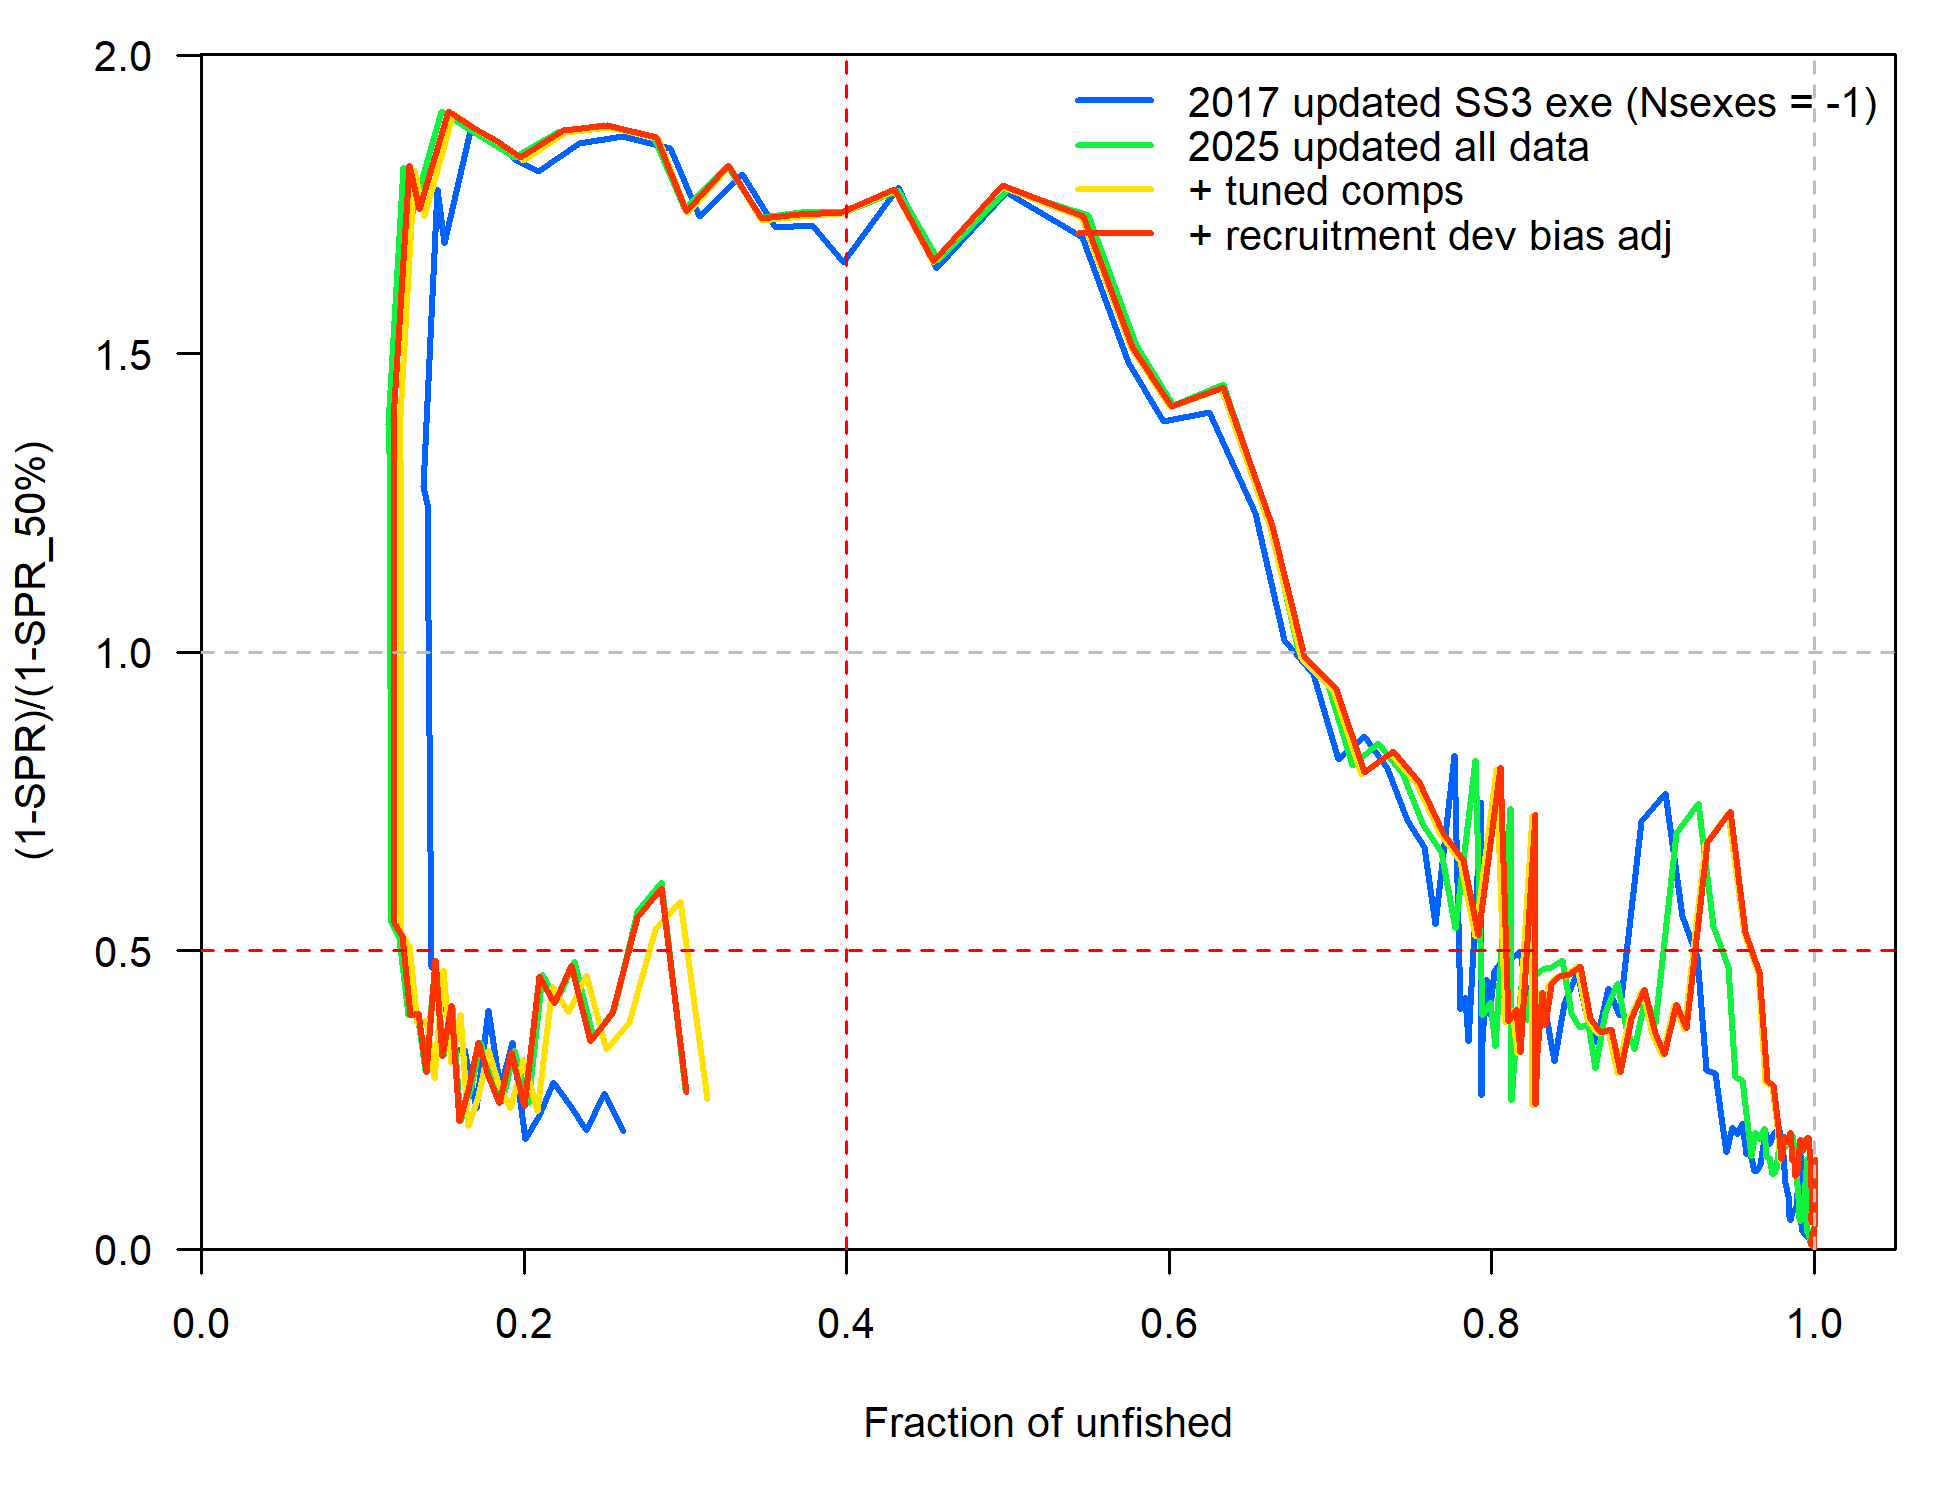 2.0
1.5
1.0
0.5
0.0
(1-SPR)/(1-SPR_50%)
2017 updated SS3 exe (Nsexes = -1)
2025 updated all data
+ tuned comps
+ recruitment dev bias adj
0.0 0.2 0.4 0.6 0.8 1.0
Fraction of unfished